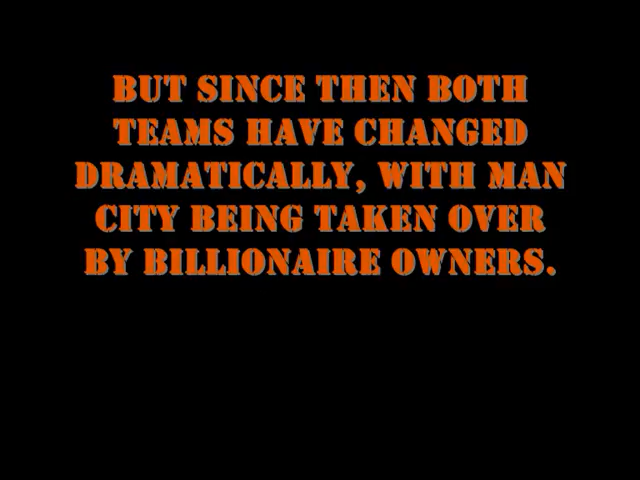 BUT SINCE THEN BOTH
TEAMS HAVE CHANGED
DRAMATICALLY, WITH MAN
CITY BEING TAKEN OVER
BY BILLIONAIRE OWNERS.